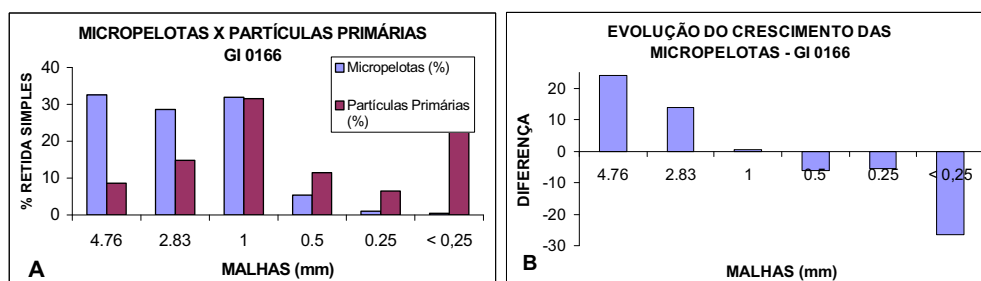 MICROPELOTAS X PARTÍCULAS PRIMÁRIAS
GI 0166
Micropelotas (%)
Partículas Primárias
(%)
% RETIDA SIMPLES
40
30
20
10
0
4.76 2.83 1 0.5 0.25 < 0,25
A
MALHAS (mm)
EVOLUÇÃO DO CRESCIMENTO DAS
MICROPELOTAS - GI 0166
DIFERENÇA
20
10
0
-10
-20
-30
4.76 2.83 1 0.5 0.25 < 0,25
B
MALHAS (mm)